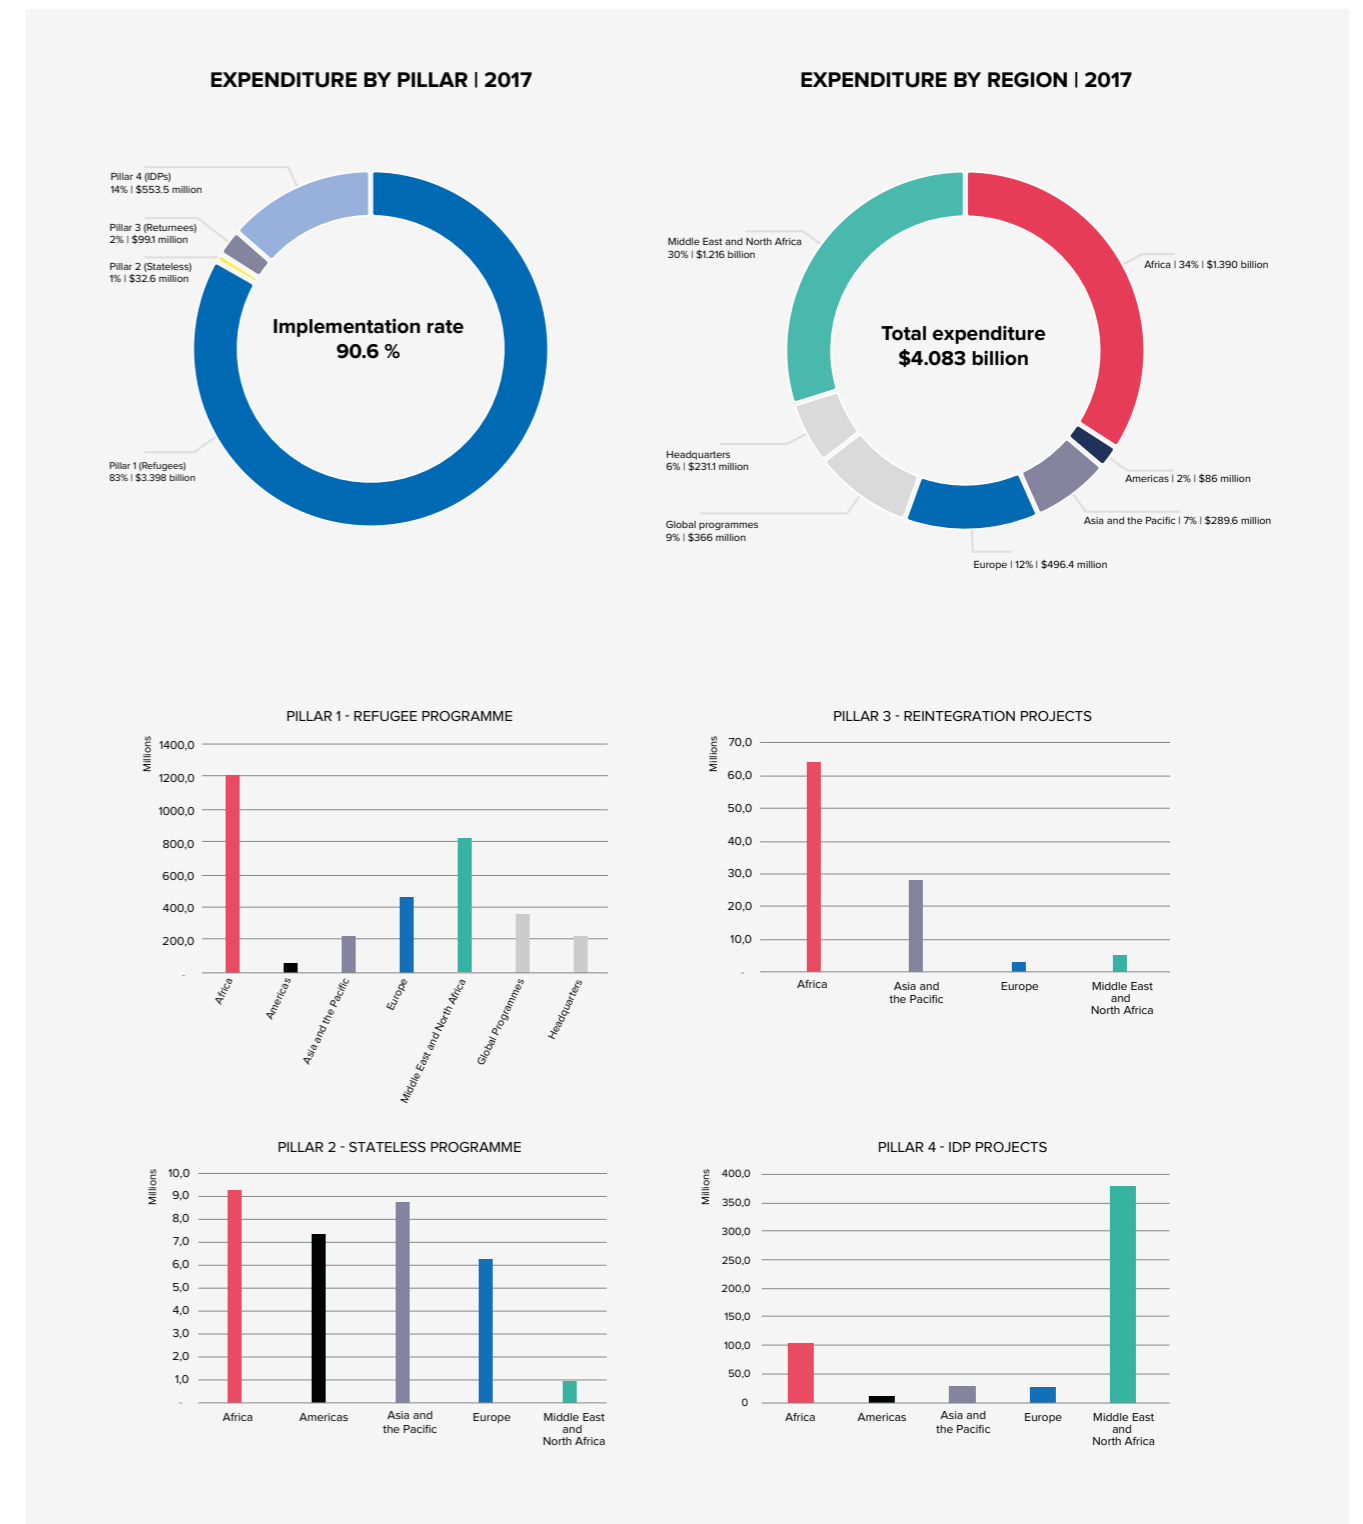 EXPENDITURE BY PILLAR | 2017
Pillar 4 (IDPs)
14% | $553.5 million
Pillar 3 (Returnees)
2% | $99.1 million
Pillar 2 (Stateless)
1% | $32.6 million
Implementation rate
90.6 %
Pillar 1 (Refugees)
83% | $3.398 billion
EXPENDITURE BY REGION | 2017
Middle East and North Africa
30% | $1.216 billion
Africa | 34% | $1.390 billion
Total expenditure
$4.083 billion
Headquarters
6% | $231.1 million
Americas | 2% | $86 million
Global programmes
9% | $366 million
Asia and the Pacific | 7% | $289.6 million
Europe | 12% | $496.4 million
PILLAR 1 - REFUGEE PROGRAMME
Millions
1400,0
1200,0
1000,0
800,0
600,0
400,0
200,0
-
Africa
Americas
Asia and the Pacific
Europe
Middle East and North Africa
Global Programmes
Headquarters
PILLAR 3 - REINTEGRATION PROJECTS
Millions
70,0
60,0
50,0
40,0
30,0
20,0
10,0
-
Africa
Asia and
the Pacific
Europe
Middle East
and
North Africa
PILLAR 2 - STATELESS PROGRAMME
Millions
10,0
9,0
8,0
7,0
6,0
5,0
4,0
3,0
2,0
1,0
-
Africa
Americas
Asia and
the Pacific
Europe
Middle East
and
North Africa
PILLAR 4 - IDP PROJECTS
Millions
400,0
350,0
300,0
250,0
200,0
150,0
100,0
50,0
0
Africa
Americas
Asia and
the Pacific
Europe
Middle East
and
North Africa